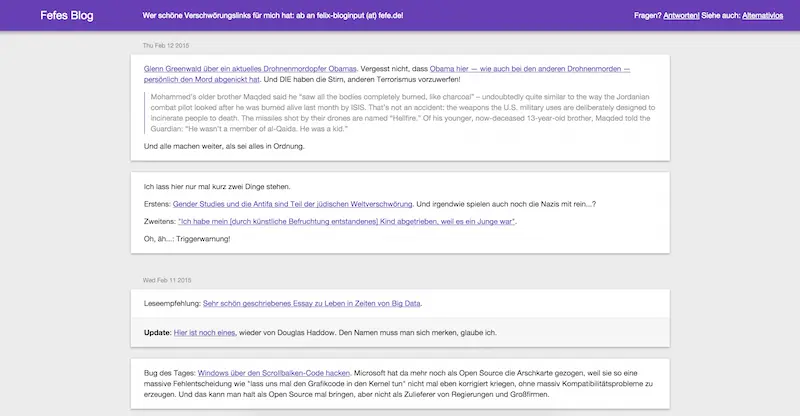 Fefes Blog
Wer schöne Verschwörungslinks für mich hat: ab an felix-bloginput (at) fefe.de!
Fragen? Antworten! Siehe auch: Alternativlos
Thu Feb 12 2015
Glenn Greenwald über ein aktuelles Drohnenmordopfer Obamas. Vergesst nicht, dass Obama hier — wie auch bei den anderen Drohnenmorden —
persönlich den Mord abgenickt hat. Und DIE haben die Stirn, anderen Terrorismus vorzuwerfen!
Mohammed's older brother Maqded said he "saw all the bodies completely burned, like charcoal" – undoubtedly quite similar to the way the Jordanian
combat pilot looked after he was burned alive last month by ISIS. That's not an accident: the weapons the U.S. military uses are deliberately designed to
incinerate people to death. The missiles shot by their drones are named "Hellfire." Of his younger, now-deceased 13-year-old brother, Maqded told the
Guardian: "He wasn't a member of al-Qaida. He was a kid."
Und alle machen weiter, als sei alles in Ordnung.
Ich lass hier nur mal kurz zwei Dinge stehen.
Erstens: Gender Studies und die Antifa sind Teil der jüdischen Weltverschwörung. Und irgendwie spielen auch noch die Nazis mit rein...?
Zweitens: "Ich habe mein [durch künstliche Befruchtung entstandenes] Kind abgetrieben, weil es ein Junge war".
Oh, äh...: Triggerwarnung!
Wed Feb 11 2015
Leseempfehlung: Sehr schön geschriebenes Essay zu Leben in Zeiten von Big Data.
Update: Hier ist noch eines, wieder von Douglas Haddow. Den Namen muss man sich merken, glaube ich.
Bug des Tages: Windows über den Scrollbalken-Code hacken. Microsoft hat da mehr noch als Open Source die Arschkarte gezogen, weil sie so eine
massive Fehlentscheidung wie "lass uns mal den Grafikcode in den Kernel tun" nicht mal eben korrigiert kriegen, ohne massiv Kompatibilitätsprobleme zu
erzeugen. Und das kann man halt als Open Source mal bringen, aber nicht als Zulieferer von Regierungen und Großfirmen.